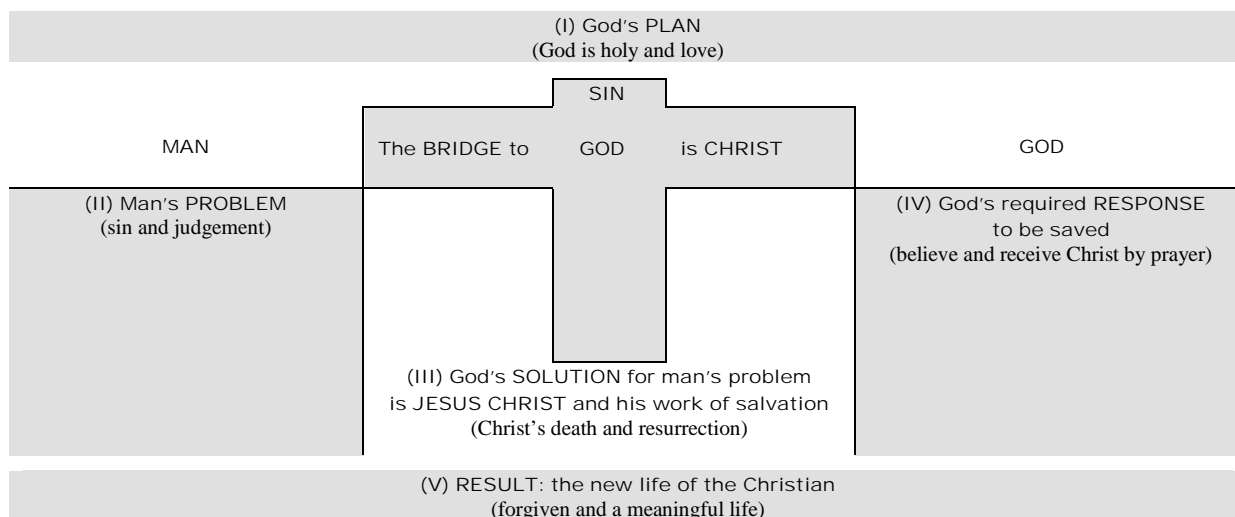 (I) God's PLAN
(God is holy and love)
SIN
MAN
The BRIDGE to GOD is CHRIST
GOD
(II) Man's PROBLEM
(sin and judgement)
(IV) God's required RESPONSE
to be saved
(believe and receive Christ by prayer)
(III) God's SOLUTION for man's problem
is JESUS CHRIST and his work of salvation
(Christ's death and resurrection)
(V) RESULT: the new life of the Christian
(forgiven and a meaningful life)